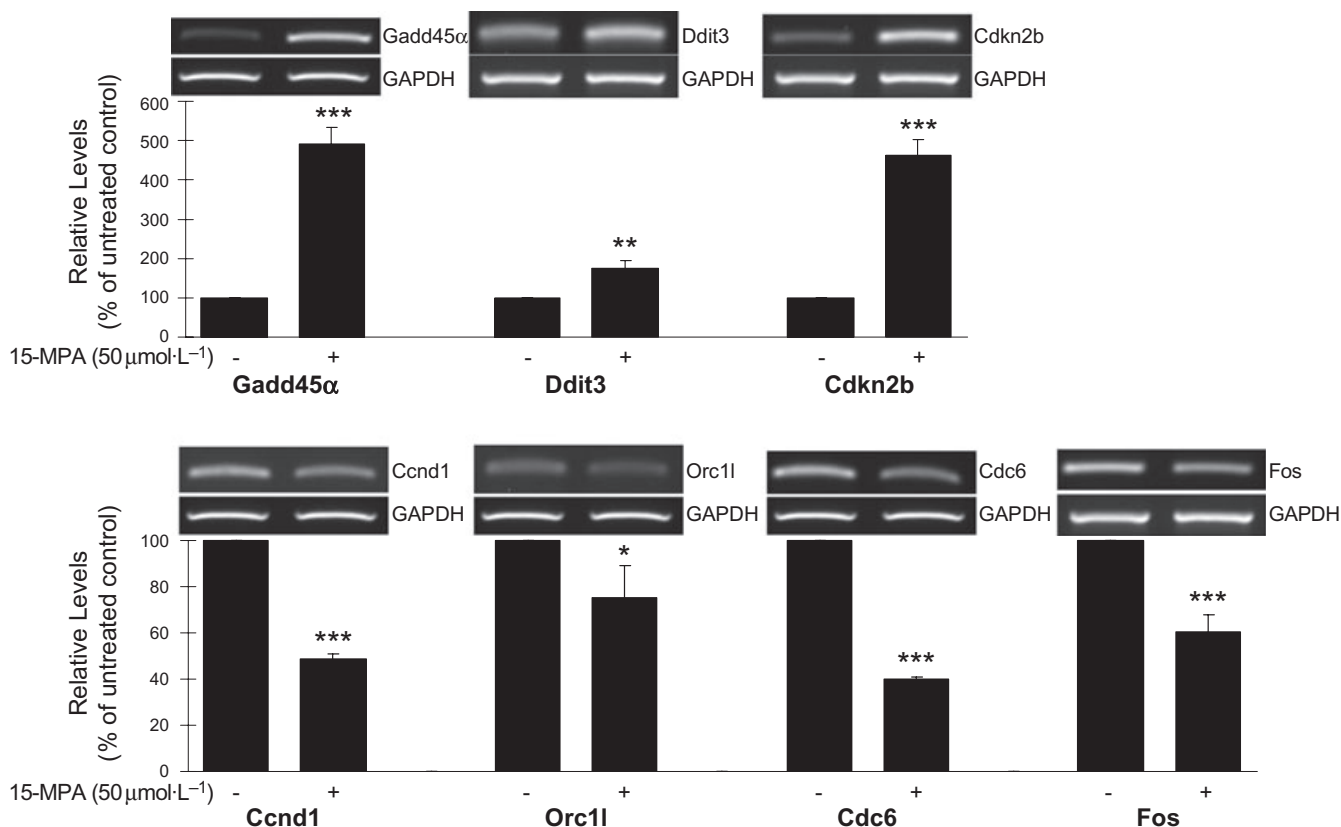 Gadd45α
Ddit3
Cdkn2b
GAPDH
GAPDH
GAPDH
Relative Levels
(% of untreated control)
600
500
400
300
200
100
0
***
**
***
15-MPA (50 μmol·L⁻¹) - + - + - +
Gadd45α Ddit3 Cdkn2b
Ccnd1
Orc1l
Cdc6
Fos
GAPDH
GAPDH
GAPDH
GAPDH
Relative Levels
(% of untreated control)
100
80
60
40
20
0
***
*
***
***
15-MPA (50 μmol·L⁻¹) - + - + - + - +
Ccnd1 Orc1l Cdc6 Fos